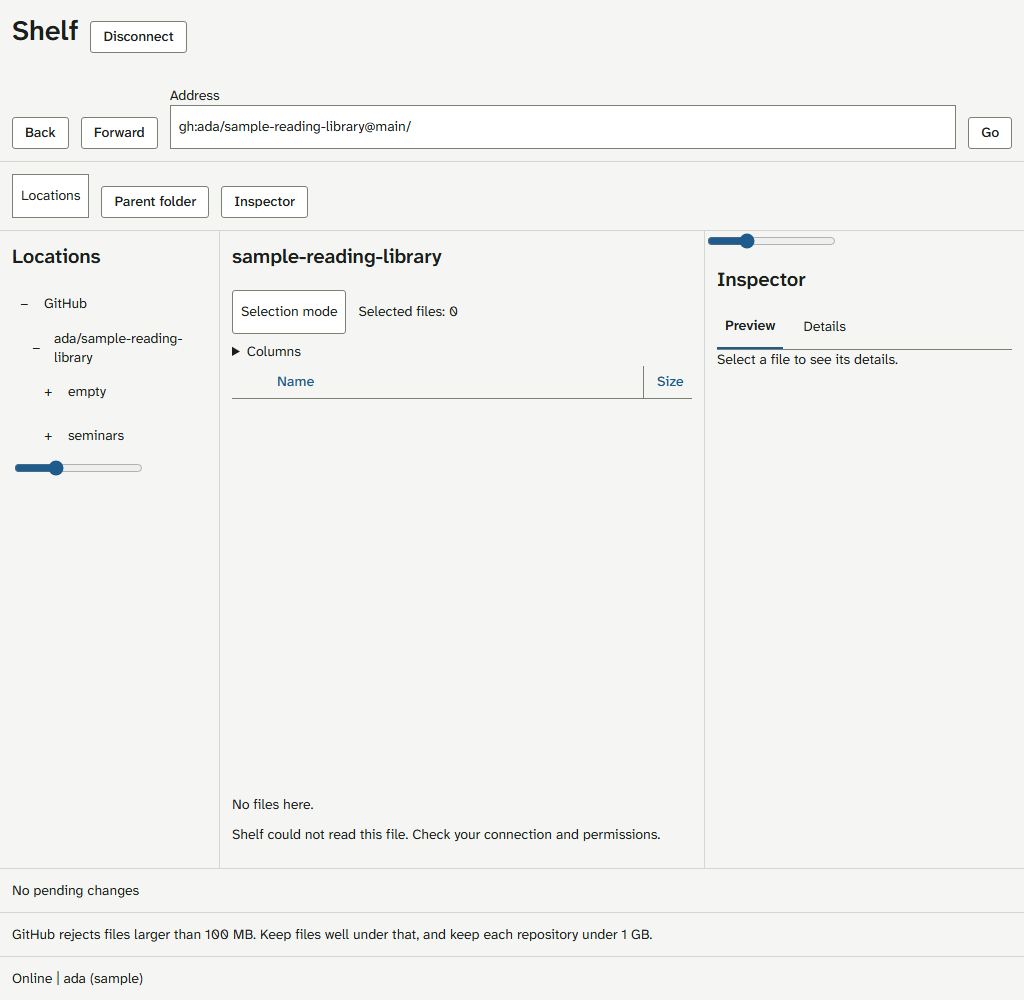 Shelf
Disconnect
Address
Back
Forward
gh:ada/sample-reading-library@main/
Go
Locations
Parent folder
Inspector
Locations
− GitHub
− ada/sample-reading-
library
+ empty
+ seminars
sample-reading-library
Selection mode
Selected files: 0
▶ Columns
Name
Size
No files here.
Shelf could not read this file. Check your connection and permissions.
Inspector
Preview
Details
Select a file to see its details.
No pending changes
GitHub rejects files larger than 100 MB. Keep files well under that, and keep each repository under 1 GB.
Online | ada (sample)